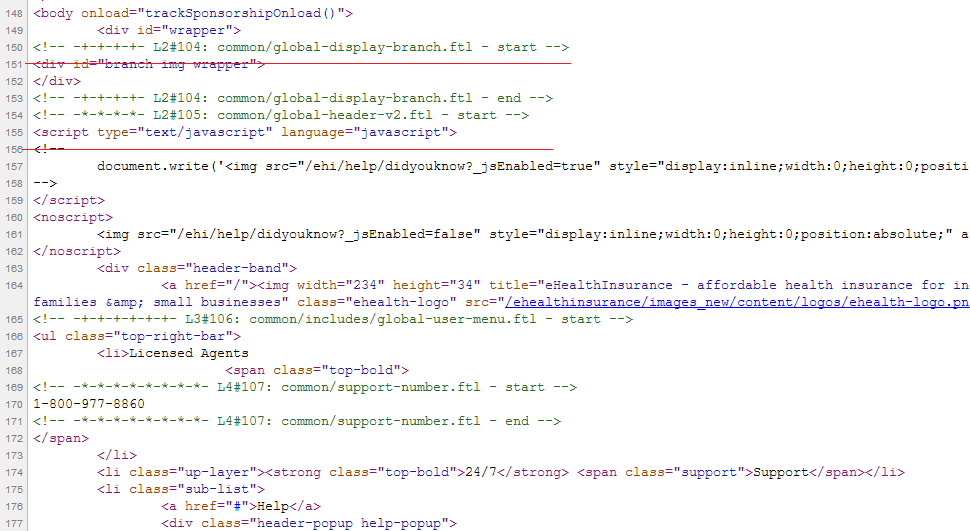 148 <body onload="trackSponsorshipOnload()">
149 <div id="wrapper">
150 <!-- -+-+-+- L2#104: common/global-display-branch.ftl - start -->
151 <div id="branch_img_wrapper">
152 </div>
153 <!-- -+-+-+- L2#104: common/global-display-branch.ftl - end -->
154 <!-- -*-*-*- L2#105: common/global-header-v2.ftl - start -->
155 <script type="text/javascript" language="javascript">
156 <!--
157 document.write('<img src="/ehi/help/didyouknow?_jsEnabled=true" style="display:inline;width:0;height:0;positi
158 -->
159 </script>
160 <noscript>
161 <img src="/ehi/help/didyouknow?_jsEnabled=false" style="display:inline;width:0;height:0;position:absolute;" a
162 </noscript>
163 <div class="header-band">
164 <a href="/"><img width="234" height="34" title="eHealthInsurance - affordable health insurance for in
families &amp; small businesses" class="ehealth-logo" src="/ehealthinsurance/images_new/content/logos/ehealth-logo.pn
165 <!-- -+-+-+-+-+- L3#106: common/includes/global-user-menu.ftl - start -->
166 <ul class="top-right-bar">
167 <li>Licensed Agents
168 <span class="top-bold">
169 <!-- -*-*-*-*-*-*-*- L4#107: common/support-number.ftl - start -->
170 1-800-977-8860
171 <!-- -*-*-*-*-*-*-*- L4#107: common/support-number.ftl - end -->
172 </span>
173 </li>
174 <li class="up-layer"><strong class="top-bold">24/7</strong> <span class="support">Support</span></li>
175 <li class="sub-list">
176 <a href="#">Help</a>
177 <div class="header-popup help-popup">